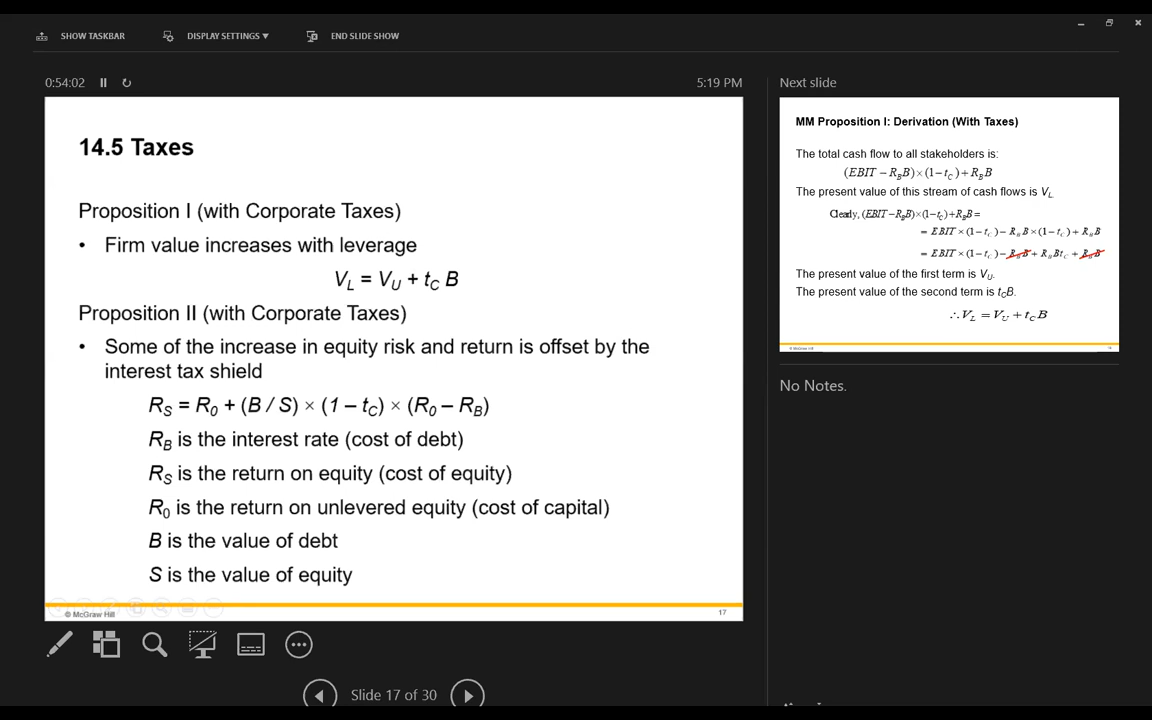 SHOW TASKBAR DISPLAY SETTINGS ▼ END SLIDE SHOW
0:54:02 5:19 PM
14.5 Taxes
Proposition I (with Corporate Taxes)
• Firm value increases with leverage
V_L = V_U + t_C B
Proposition II (with Corporate Taxes)
• Some of the increase in equity risk and return is offset by the
interest tax shield
R_S = R_0 + (B / S) × (1 – t_C) × (R_0 – R_B)
R_B is the interest rate (cost of debt)
R_S is the return on equity (cost of equity)
R_0 is the return on unlevered equity (cost of capital)
B is the value of debt
S is the value of equity
© McGraw Hill 17
Slide 17 of 30
Next slide
MM Proposition I: Derivation (With Taxes)
The total cash flow to all stakeholders is:
(EBIT – R_B B)×(1–t_C)+R_B B
The present value of this stream of cash flows is V_L
Clearly, (EBIT–R_B B)×(1–t_C)+R_B B =
= EBIT×(1–t_C)– R_B B×(1–t_C)+ R_B B
= EBIT×(1–t_C)– R_B B + R_B Bt_C + R_B B
The present value of the first term is V_U.
The present value of the second term is t_C B.
∴V_L = V_U + t_C B
© McGraw Hill
No Notes.